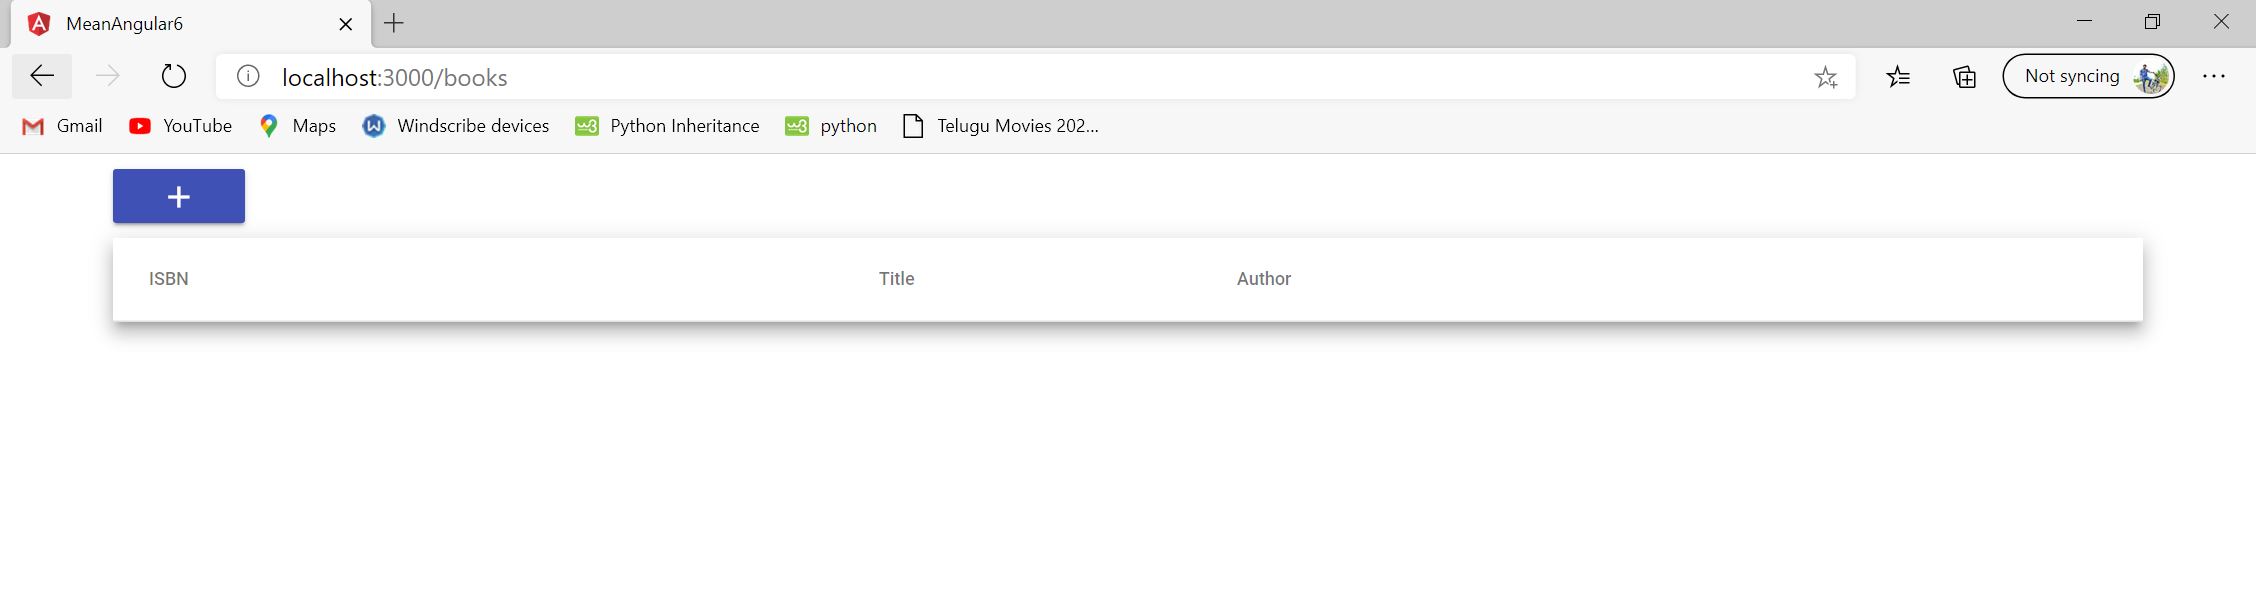 MeanAngular6
localhost:3000/books
Not syncing
Gmail YouTube Maps Windscribe devices Python Inheritance python Telugu Movies 202...
+
ISBN Title Author